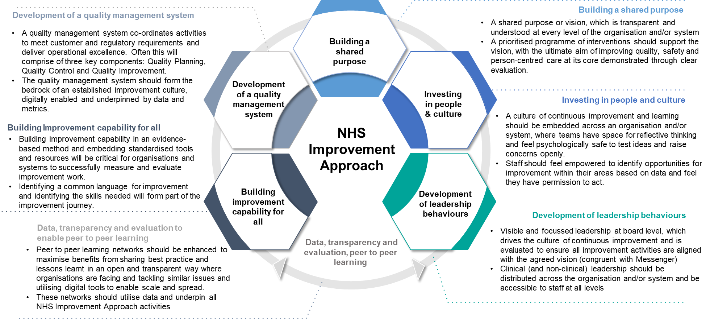 Development of a quality management system
• A quality management system co-ordinates activities
to meet customer and regulatory requirements and
deliver operational excellence. Often this will
comprise of three key components: Quality Planning,
Quality Control and Quality Improvement.
• The quality management system should form the
bedrock of an established improvement culture,
digitally enabled and underpinned by data and
metrics.
Building Improvement capability for all
• Building improvement capability in an evidence-
based method and embedding standardised tools
and resources will be critical for organisations and
systems to successfully measure and evaluate
improvement work.
• Identifying a common language for improvement
and identifying the skills needed will form part of the
improvement journey.
Data, transparency and evaluation to
enable peer to peer learning
• Peer to peer learning networks should be enhanced to
maximise benefits from sharing best practice and
lessons learnt in an open and transparent way where
organisations are facing and tackling similar issues and
utilising digital tools to enable scale and spread.
• These networks should utilise data and underpin all
NHS Improvement Approach activities
Building a
shared
purpose
Development
of a quality
management
system
Investing
in people
& culture
NHS
Improvement
Approach
Building
improvement
capability for
all
Development
of leadership
behaviours
Data, transparency and
evaluation, peer to peer
learning
Building a shared purpose
• A shared purpose or vision, which is transparent and
understood at every level of the organisation and/or system
• A prioritised programme of interventions should support the
vision, with the ultimate aim of improving quality, safety and
person-centred care at its core demonstrated through clear
evaluation.
Investing in people and culture
• A culture of continuous improvement and learning
should be embedded across an organisation and/or
system, where teams have space for reflective thinking
and feel psychologically safe to test ideas and raise
concerns openly.
• Staff should feel empowered to identify opportunities for
improvement within their areas based on data and feel
they have permission to act.
Development of leadership behaviours
• Visible and focussed leadership at board level, which
drives the culture of continuous improvement and is
evaluated to ensure all improvement activities are aligned
with the agreed vision (congruent with Messenger)
• Clinical (and non-clinical) leadership should be
distributed across the organisation and/or system and be
accessible to staff at all levels